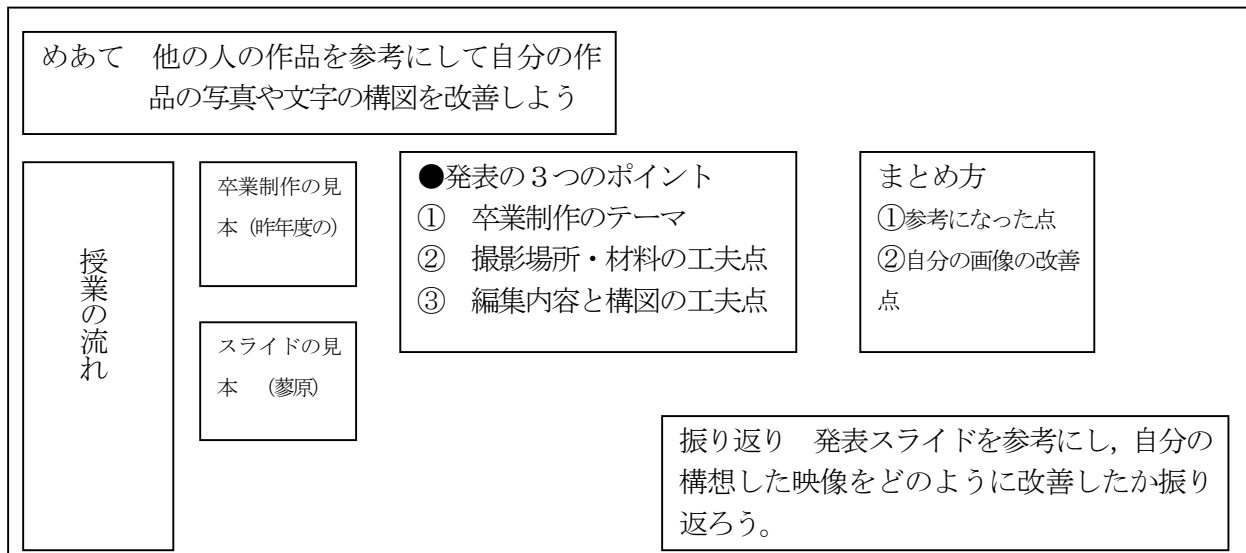 めあて　他の人の作品を参考にして自分の作
品の写真や文字の構図を改善しよう
授業の流れ
卒業制作の見
本（昨年度の）
スライドの見
本　（蓼原）
●発表の３つのポイント
①　卒業制作のテーマ
②　撮影場所・材料の工夫点
③　編集内容と構図の工夫点
まとめ方
①参考になった点
②自分の画像の改善
点
振り返り　発表スライドを参考にし，自分の
構想した映像をどのように改善したか振り
返ろう。